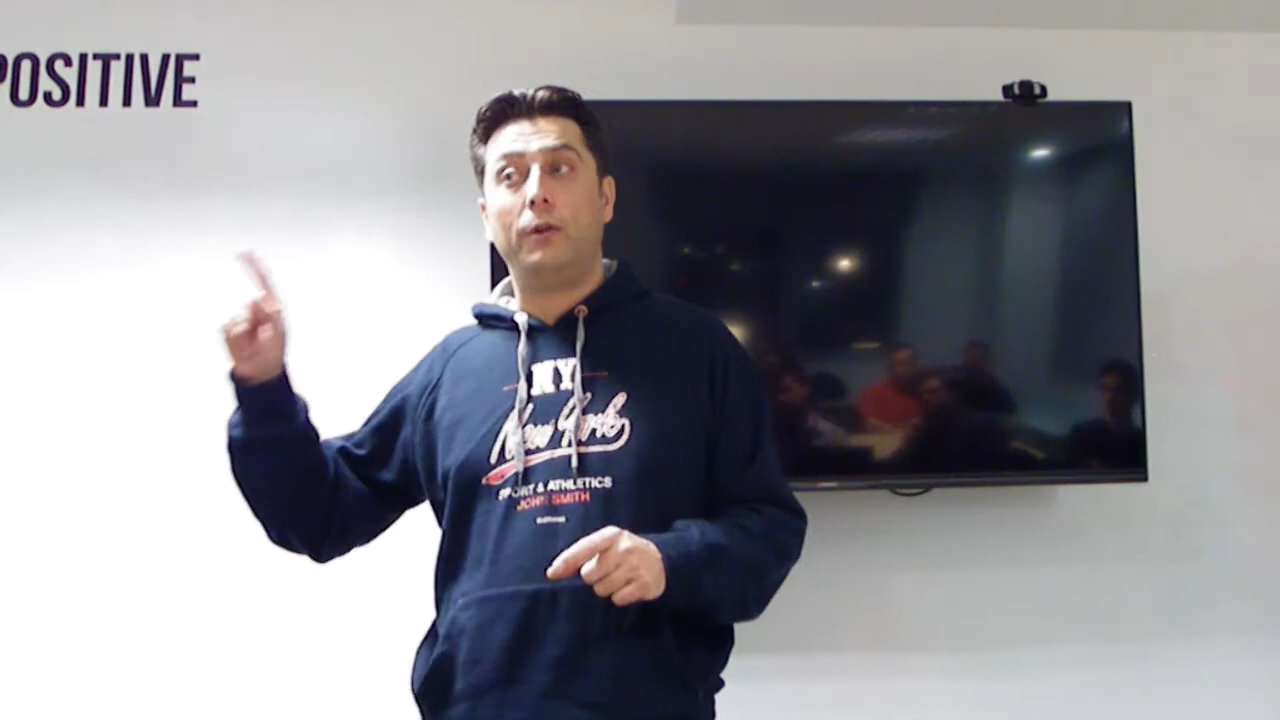 POSITIVE
NY
New York
SPORT & ATHLETICS
JOHN SMITH